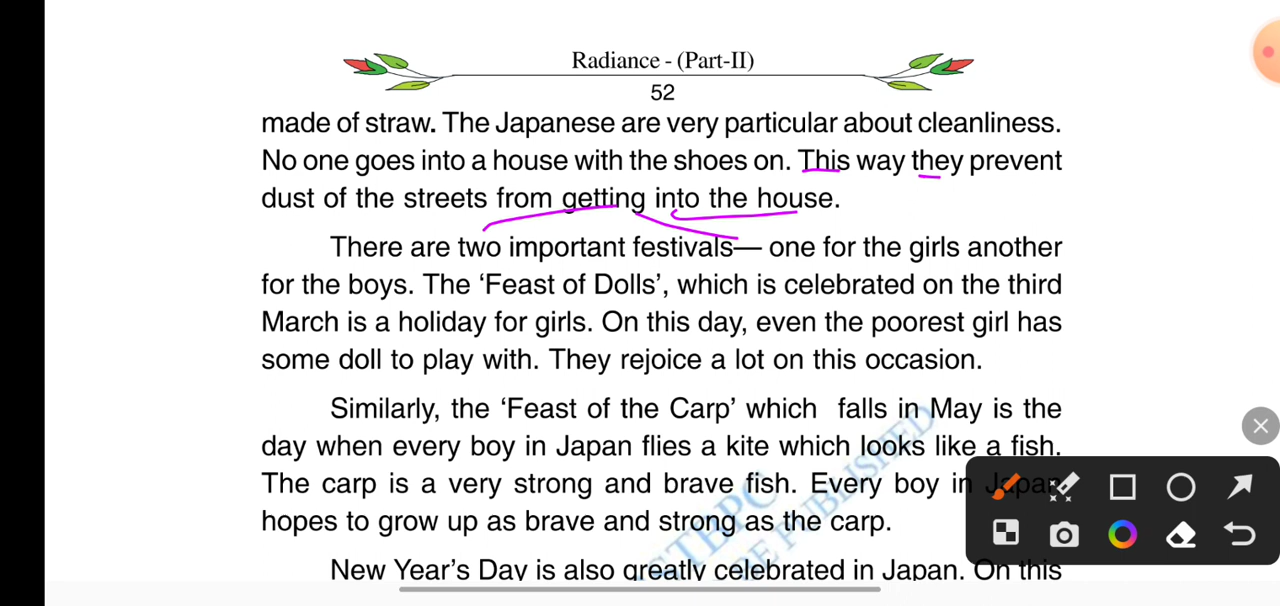 Radiance - (Part-II)
52
made of straw. The Japanese are very particular about cleanliness.
No one goes into a house with the shoes on. This way they prevent
dust of the streets from getting into the house.
There are two important festivals— one for the girls another
for the boys. The ‘Feast of Dolls’, which is celebrated on the third
March is a holiday for girls. On this day, even the poorest girl has
some doll to play with. They rejoice a lot on this occasion.
Similarly, the ‘Feast of the Carp’ which falls in May is the
day when every boy in Japan flies a kite which looks like a fish.
The carp is a very strong and brave fish. Every boy in Japan
hopes to grow up as brave and strong as the carp.
New Year’s Day is also greatly celebrated in Japan. On this